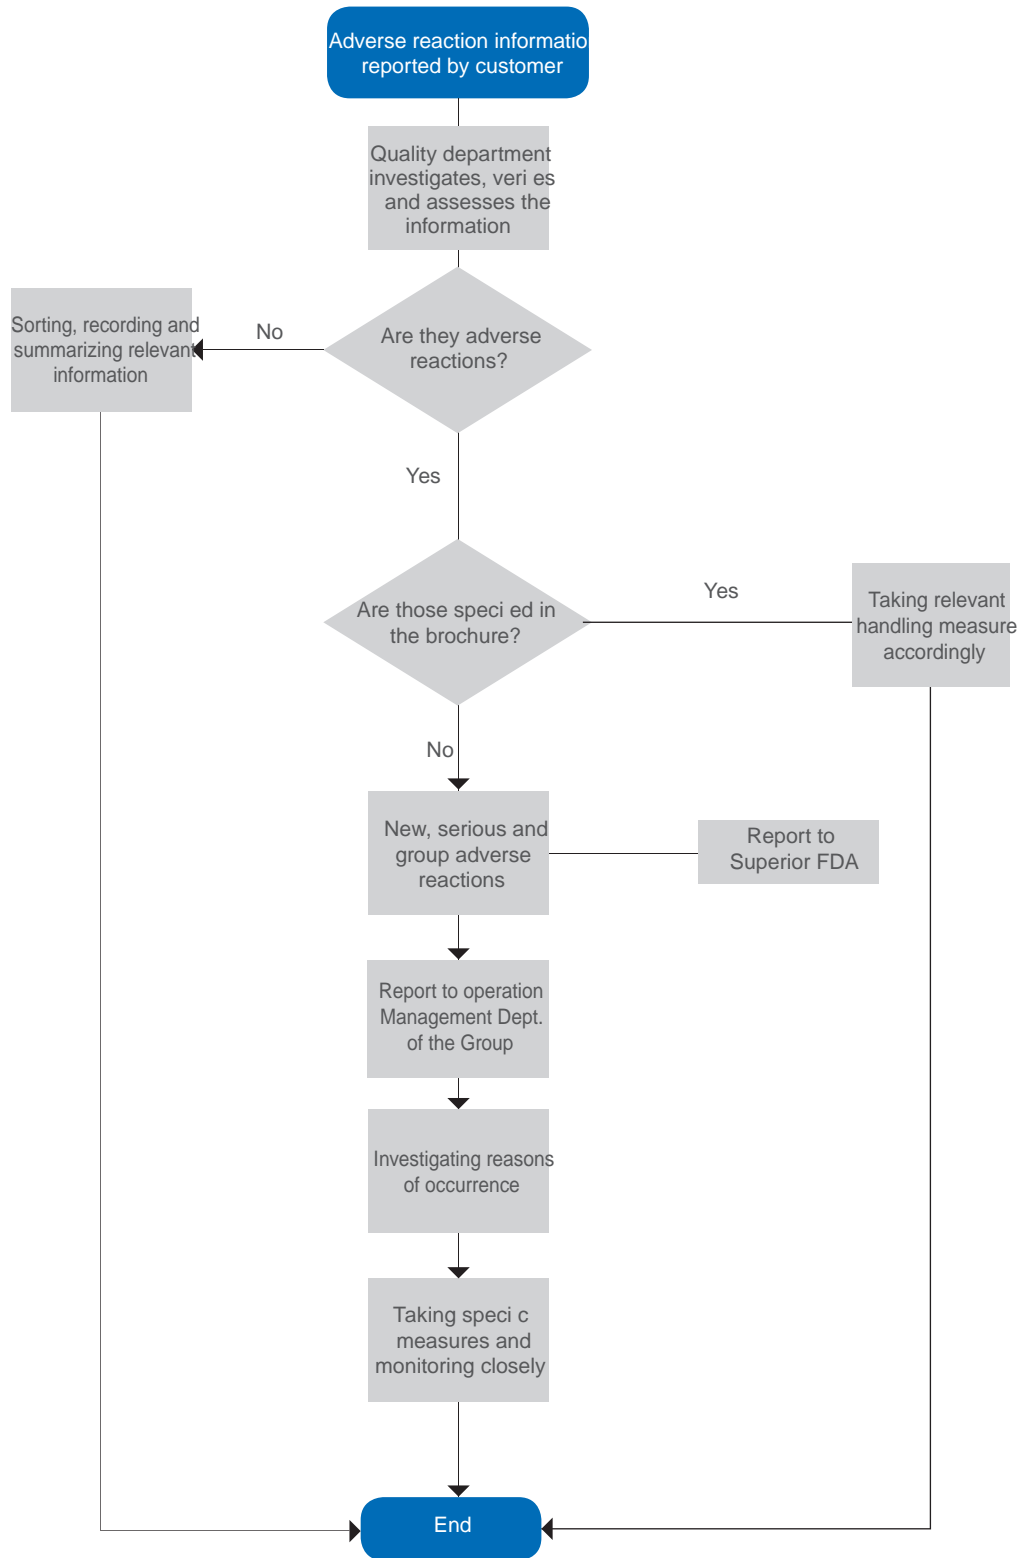 Adverse reaction informatio
reported by customer
Quality department
investigates, veri es
and assesses the
information
Are they adverse
reactions?
No
Sorting, recording and
summarizing relevant
information
Yes
Are those speci ed in
the brochure?
Yes
Taking relevant
handling measure
accordingly
No
New, serious and
group adverse
reactions
Report to
Superior FDA
Report to operation
Management Dept.
of the Group
Investigating reasons
of occurrence
Taking speci c
measures and
monitoring closely
End